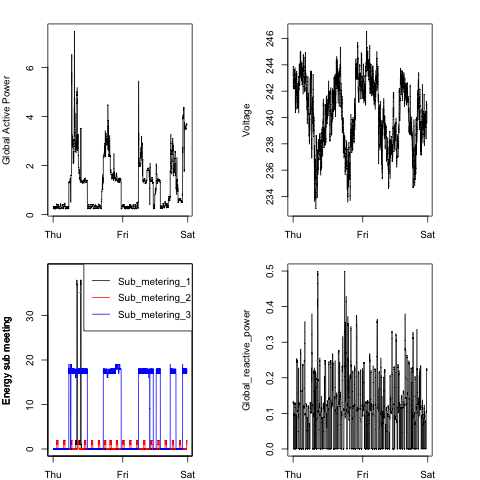 Global Active Power
0 2 4 6
Thu Fri Sat
Voltage
234 236 238 240 242 244 246
Thu Fri Sat
Energy sub meeting
0 10 20 30
Sub_metering_1
Sub_metering_2
Sub_metering_3
Thu Fri Sat
Global_reactive_power
0.0 0.1 0.2 0.3 0.4 0.5
Thu Fri Sat